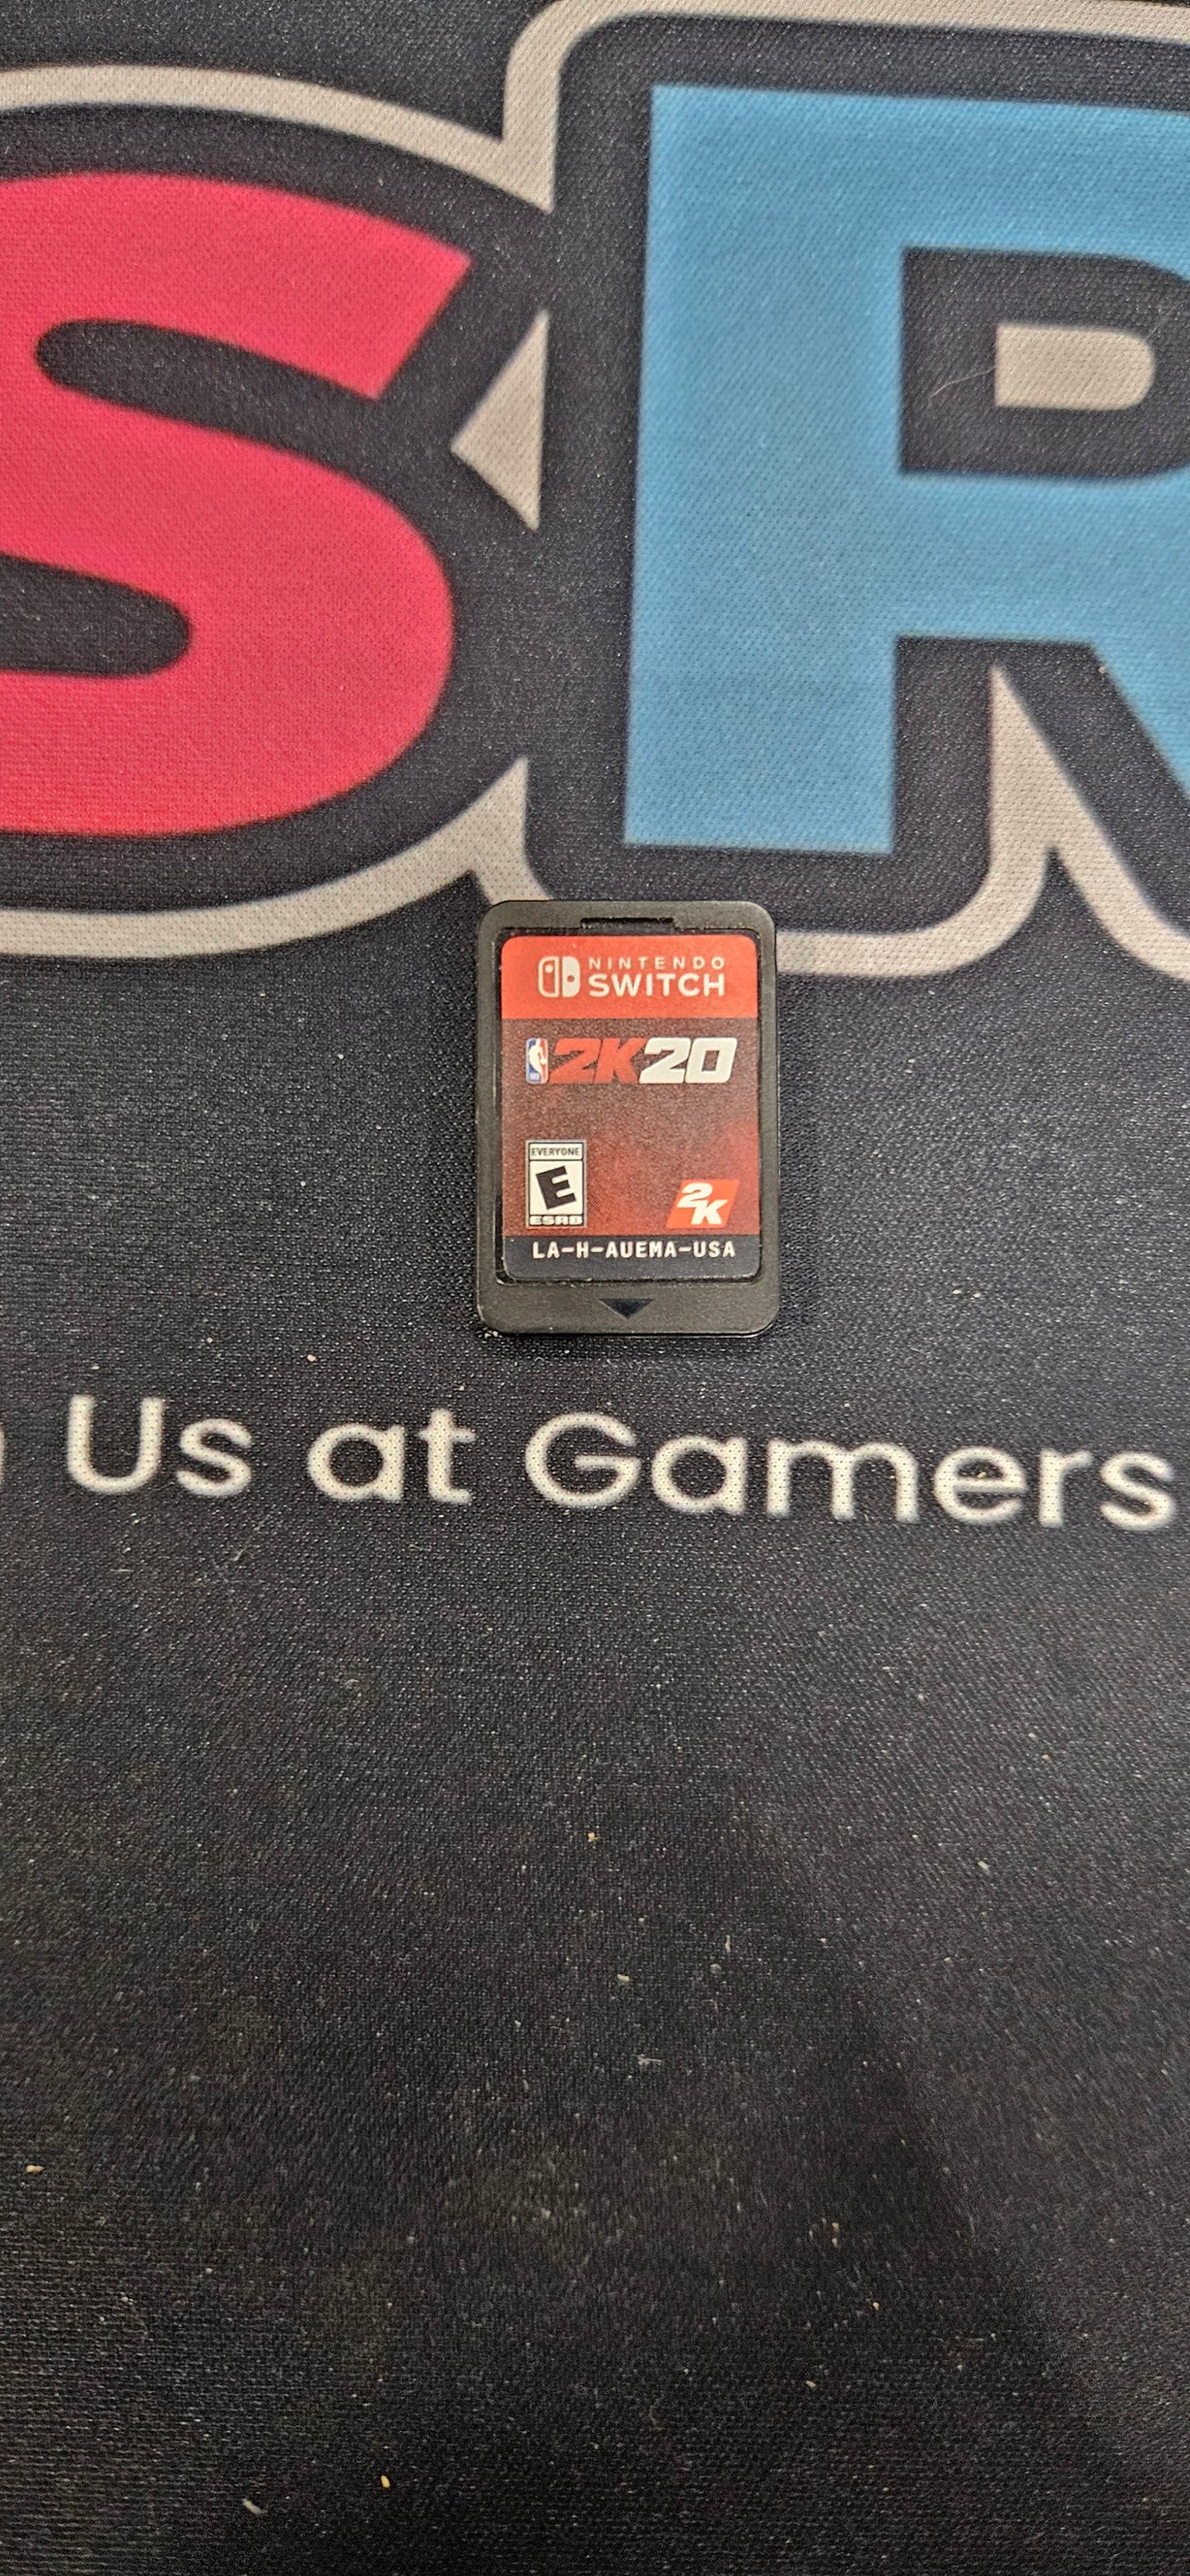 SR
NINTENDO
SWITCH
2K20
EVERYONE
E
ESRB
2K
LA-H-AUEMA-USA
Us at Gamers